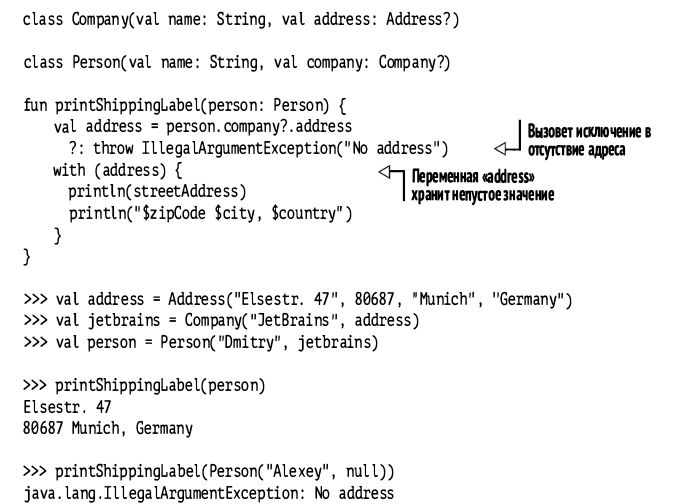 class Company(val name: String, val address: Address?)
class Person(val name: String, val company: Company?)
fun printShippingLabel(person: Person) {
    val address = person.company?.address
      ?: throw IllegalArgumentException("No address")
Вызовет исключение в
отсутствие адреса
    with (address) {
Переменная «address»
хранит непустое значение
      println(streetAddress)
      println("$zipCode $city, $country")
    }
}
>>> val address = Address("Elsestr. 47", 80687, "Munich", "Germany")
>>> val jetbrains = Company("JetBrains", address)
>>> val person = Person("Dmitry", jetbrains)
>>> printShippingLabel(person)
Elsestr. 47
80687 Munich, Germany
>>> printShippingLabel(Person("Alexey", null))
java.lang.IllegalArgumentException: No address